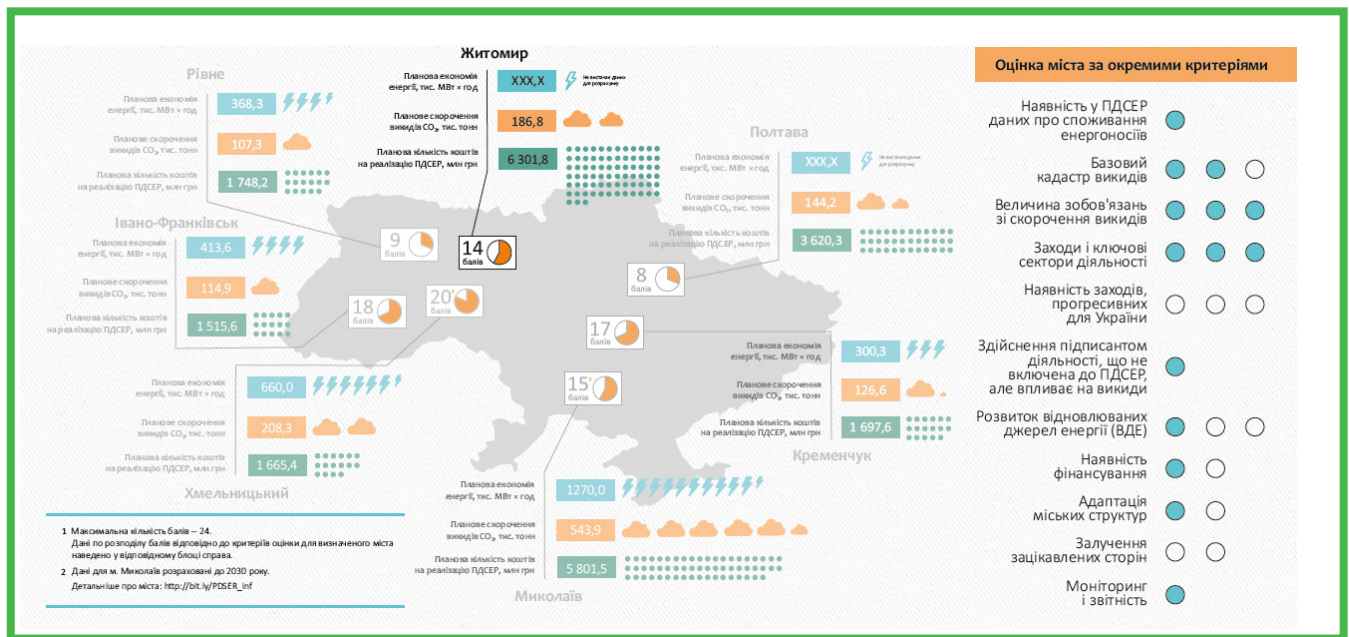 Житомир
Планова економія
енергії, тис. МВт × год
XXX,X
Не вистачає даних
для розрахунку
Планове скорочення
викидів CO₂, тис. тонн
186,8
Планова кількість коштів
на реалізацію ПДСЕР, млн грн
6 301,8
Рівне
Планова економія
енергії, тис. МВт × год
368,3
Планове скорочення
викидів CO₂, тис. тонн
107,3
Планова кількість коштів
на реалізацію ПДСЕР, млн грн
1 748,2
Полтава
Планова економія
енергії, тис. МВт × год
XXX,X
Не вистачає даних
для розрахунку
Планове скорочення
викидів CO₂, тис. тонн
144,2
Планова кількість коштів
на реалізацію ПДСЕР, млн грн
3 620,3
Івано-Франківськ
Планова економія
енергії, тис. МВт × год
413,6
Планове скорочення
викидів CO₂, тис. тонн
114,9
Планова кількість коштів
на реалізацію ПДСЕР, млн грн
1 515,6
9
балів
14
балів
8
балів
18
балів
20*
балів
17
балів
15*
балів
Планова економія
енергії, тис. МВт × год
660,0
Планове скорочення
викидів CO₂, тис. тонн
208,3
Планова кількість коштів
на реалізацію ПДСЕР, млн грн
1 665,4
Хмельницький
Планова економія
енергії, тис. МВт × год
300,3
Планове скорочення
викидів CO₂, тис. тонн
126,6
Планова кількість коштів
на реалізацію ПДСЕР, млн грн
1 697,6
Кременчук
Планова економія
енергії, тис. МВт × год
1270,0
Планове скорочення
викидів CO₂, тис. тонн
543,9
Планова кількість коштів
на реалізацію ПДСЕР, млн грн
5 801,5
Миколаїв
1 Максимальна кількість балів – 24.
Дані по розподілу балів відповідно до критеріїв оцінки для визначеного міста
наведено у відповідному блоці справа.
2 Дані для м. Миколаїв розраховані до 2030 року.
Детальніше про міста: http://bit.ly/PDSER_inf
Оцінка міста за окремими критеріями
Наявність у ПДСЕР
даних про споживання
енергоносіїв
Базовий
кадастр викидів
Величина зобов'язань
зі скорочення викидів
Заходи і ключові
сектори діяльності
Наявність заходів,
прогресивних
для України
Здійснення підписантом
діяльності, що не
включена до ПДСЕР,
але впливає на викиди
Розвиток відновлюваних
джерел енергії (ВДЕ)
Наявність
фінансування
Адаптація
міських структур
Залучення
зацікавлених сторін
Моніторинг
і звітність